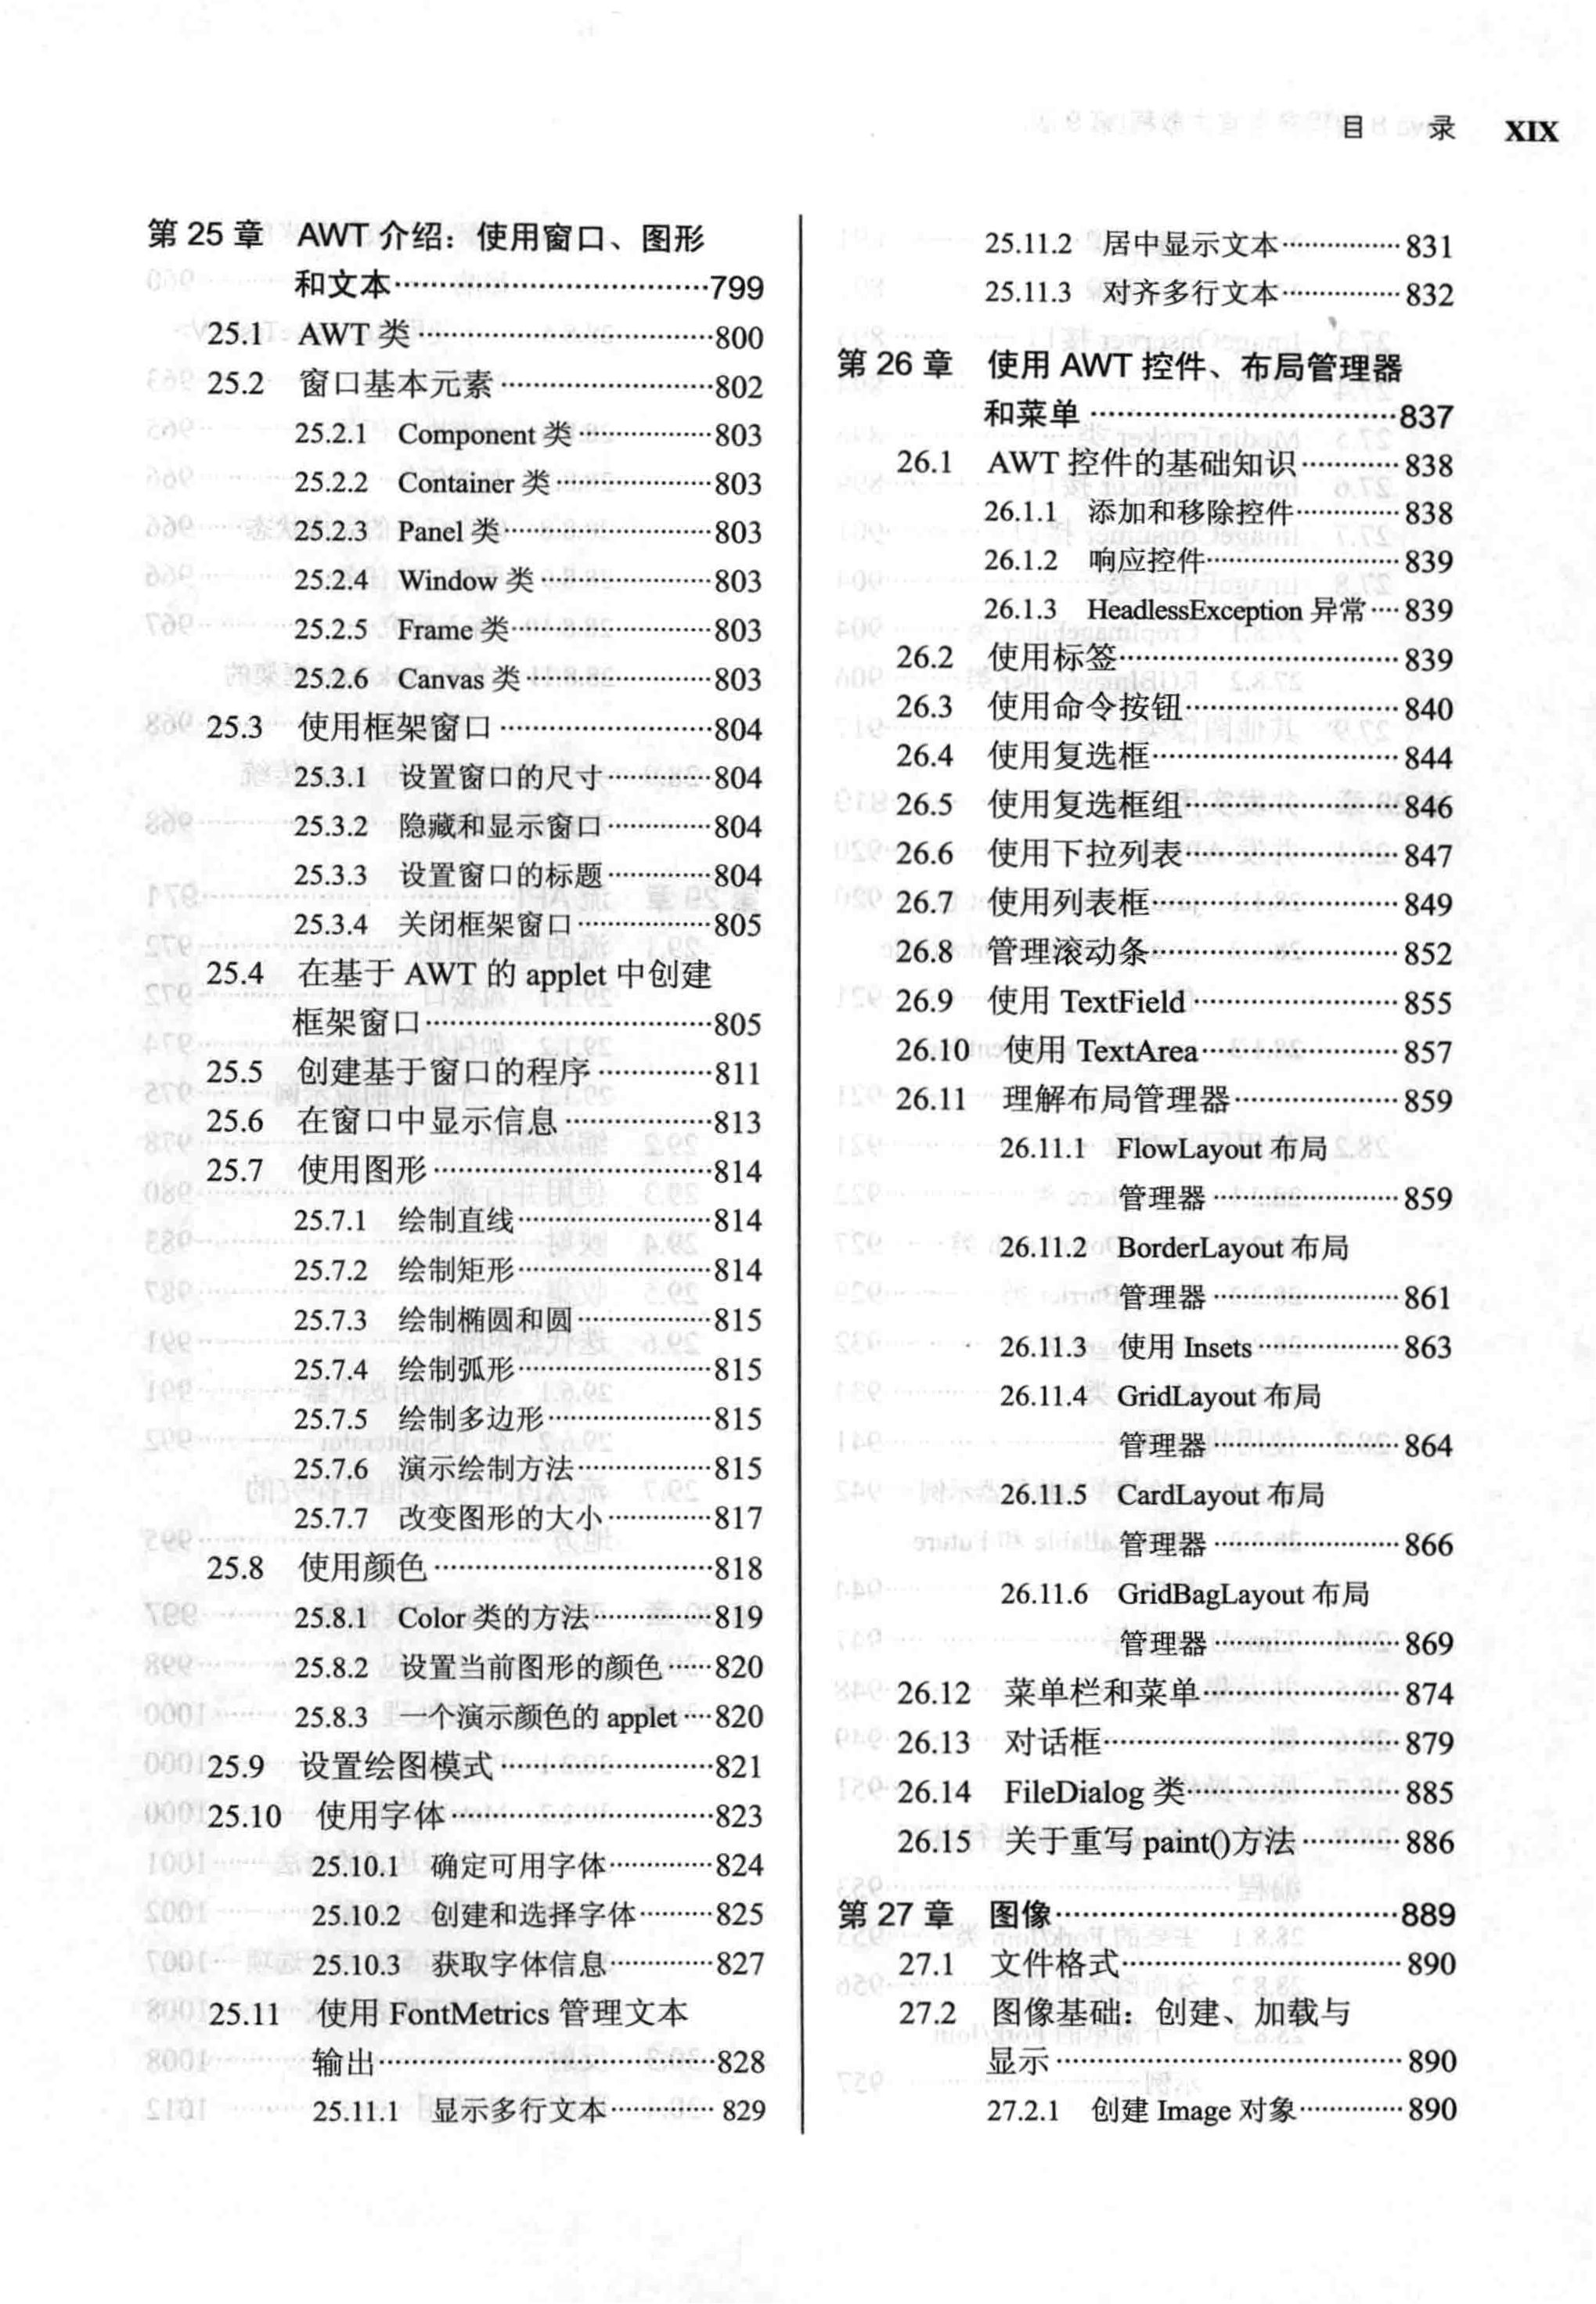 目 录 XIX
第 25 章 AWT 介绍：使用窗口、图形
和文本……………………………799
25.1 AWT 类…………………………800
25.2 窗口基本元素…………………802
25.2.1 Component 类……………803
25.2.2 Container 类……………803
25.2.3 Panel 类…………………803
25.2.4 Window 类………………803
25.2.5 Frame 类…………………803
25.2.6 Canvas 类………………803
25.3 使用框架窗口…………………804
25.3.1 设置窗口的尺寸…………804
25.3.2 隐藏和显示窗口…………804
25.3.3 设置窗口的标题…………804
25.3.4 关闭框架窗口……………805
25.4 在基于 AWT 的 applet 中创建
框架窗口………………………805
25.5 创建基于窗口的程序…………811
25.6 在窗口中显示信息……………813
25.7 使用图形………………………814
25.7.1 绘制直线…………………814
25.7.2 绘制矩形…………………814
25.7.3 绘制椭圆和圆……………815
25.7.4 绘制弧形…………………815
25.7.5 绘制多边形………………815
25.7.6 演示绘制方法……………815
25.7.7 改变图形的大小…………817
25.8 使用颜色………………………818
25.8.1 Color 类的方法…………819
25.8.2 设置当前图形的颜色……820
25.8.3 一个演示颜色的 applet…820
25.9 设置绘图模式…………………821
25.10 使用字体……………………823
25.10.1 确定可用字体…………824
25.10.2 创建和选择字体………825
25.10.3 获取字体信息…………827
25.11 使用 FontMetrics 管理文本
输出……………………………828
25.11.1 显示多行文本…………829
25.11.2 居中显示文本…………831
25.11.3 对齐多行文本…………832
第 26 章 使用 AWT 控件、布局管理器
和菜单…………………………837
26.1 AWT 控件的基础知识…………838
26.1.1 添加和移除控件…………838
26.1.2 响应控件…………………839
26.1.3 HeadlessException 异常…839
26.2 使用标签………………………839
26.3 使用命令按钮…………………840
26.4 使用复选框……………………844
26.5 使用复选框组…………………846
26.6 使用下拉列表…………………847
26.7 使用列表框……………………849
26.8 管理滚动条……………………852
26.9 使用 TextField………………855
26.10 使用 TextArea………………857
26.11 理解布局管理器……………859
26.11.1 FlowLayout 布局
管理器…………………859
26.11.2 BorderLayout 布局
管理器…………………861
26.11.3 使用 Insets……………863
26.11.4 GridLayout 布局
管理器…………………864
26.11.5 CardLayout 布局
管理器…………………866
26.11.6 GridBagLayout 布局
管理器…………………869
26.12 菜单栏和菜单………………874
26.13 对话框………………………879
26.14 FileDialog 类………………885
26.15 关于重写 paint()方法………886
第 27 章 图像……………………………889
27.1 文件格式………………………890
27.2 图像基础：创建、加载与
显示……………………………890
27.2.1 创建 Image 对象…………890